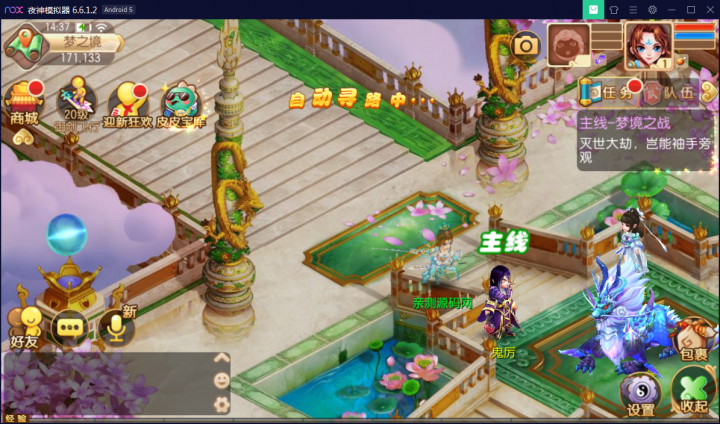 nox 夜神模拟器 6.6.1.2 Android 5
14:37
梦之境
171,133
商城
20级
迎新狂欢
皮皮宝库
自动寻路中...
1
任务
队伍
主线-梦境之战
灭世大劫，岂能袖手旁
观
主线
亲测源码网
鬼厉
好友
新
包裹
设置
收起
经验